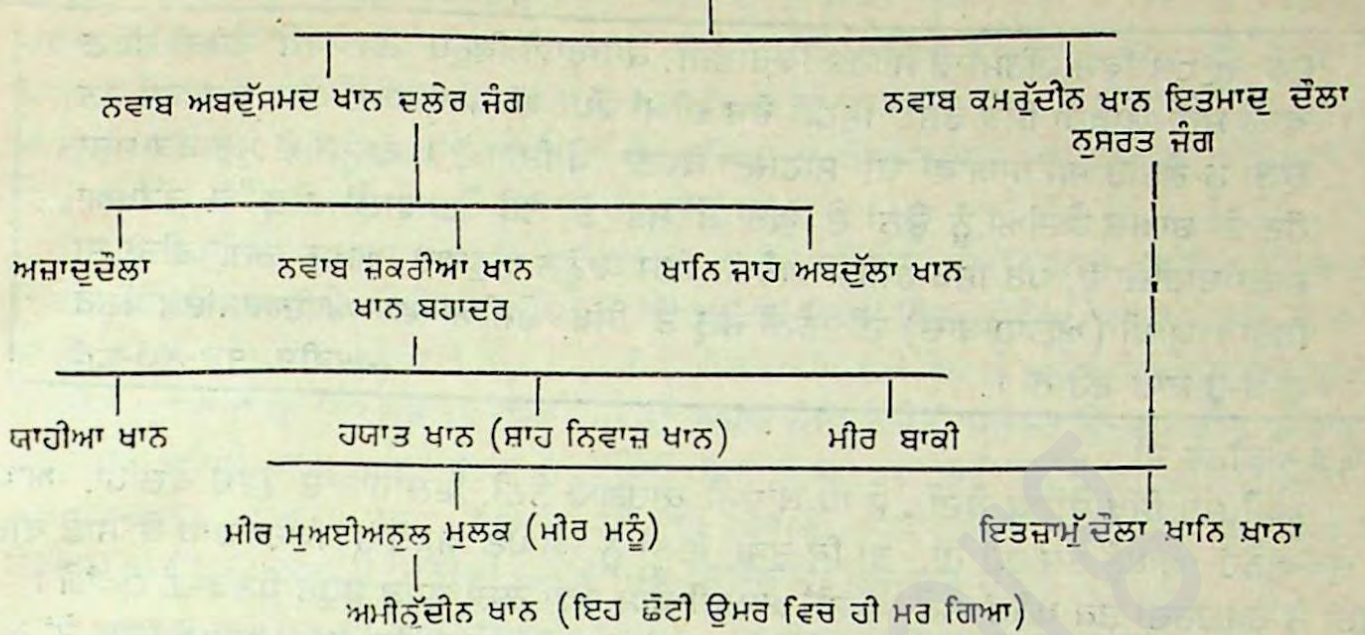 ਨਵਾਬ ਅਬਦੁੱਸਮਦ ਖਾਨ ਦਲੇਰ ਜੰਗ
ਨਵਾਬ ਕਮਰੁੱਦੀਨ ਖਾਨ ਇਤਮਾਦੁ ਦੌਲਾ
ਨੁਸਰਤ ਜੰਗ
ਅਜ਼ਾਦੁਦੌਲਾ
ਨਵਾਬ ਜ਼ਕਰੀਆ ਖਾਨ
ਖਾਨ ਬਹਾਦਰ
ਖਾਨਿ ਜਾਹ ਅਬਦੁੱਲਾ ਖਾਨ
ਯਾਹੀਆ ਖਾਨ
ਹਯਾਤ ਖਾਨ (ਸ਼ਾਹ ਨਿਵਾਜ਼ ਖਾਨ)
ਮੀਰ ਬਾਕੀ
ਮੀਰ ਮੁਅਈਅਨੁਲ ਮੁਲਕ (ਮੀਰ ਮਨੂੰ)
ਇਤਜ਼ਾਮੁੱ ਦੌਲਾ ਖ਼ਾਨਿ ਖ਼ਾਨਾ
ਅਮੀਨੁੱਦੀਨ ਖਾਨ (ਇਹ ਛੋਟੀ ਉਮਰ ਵਿਚ ਹੀ ਮਰ ਗਿਆ)